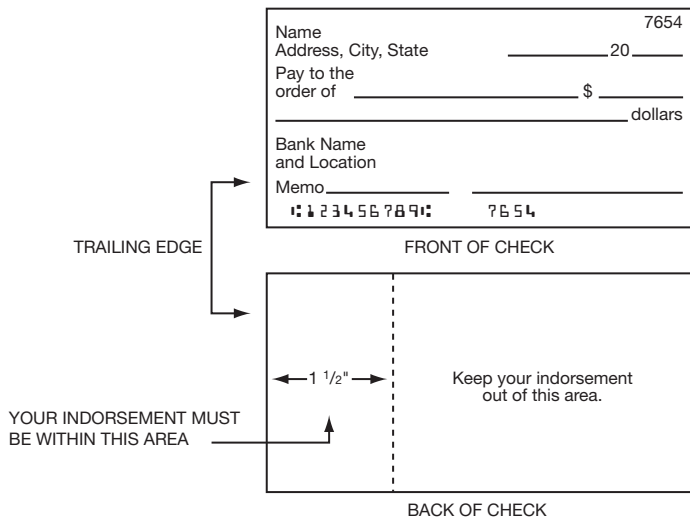 7654
Name
Address, City, State 20
Pay to the
order of $
dollars
Bank Name
and Location
Memo
⑆123456789⑆ 7654
TRAILING EDGE
FRONT OF CHECK
1 1/2"
Keep your indorsement
out of this area.
YOUR INDORSEMENT MUST
BE WITHIN THIS AREA
BACK OF CHECK